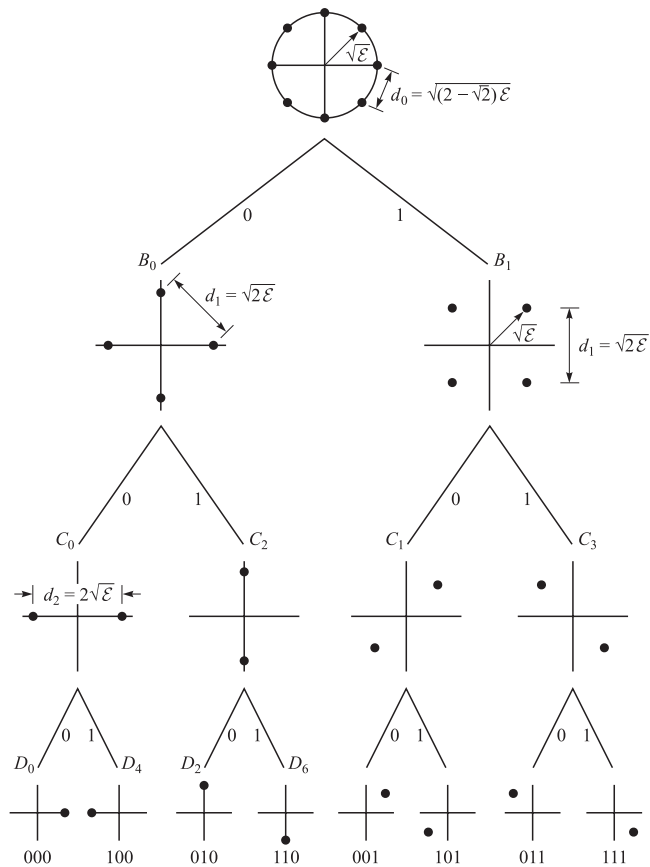 √ℰ
d₀ = √(2 − √2)ℰ
0 1
B₀ B₁
d₁ = √2ℰ
√ℰ
d₁ = √2ℰ
0 1 0 1
C₀ C₂ C₁ C₃
d₂ = 2√ℰ
0 1 0 1 0 1 0 1
D₀ D₄ D₂ D₆
000 100 010 110 001 101 011 111